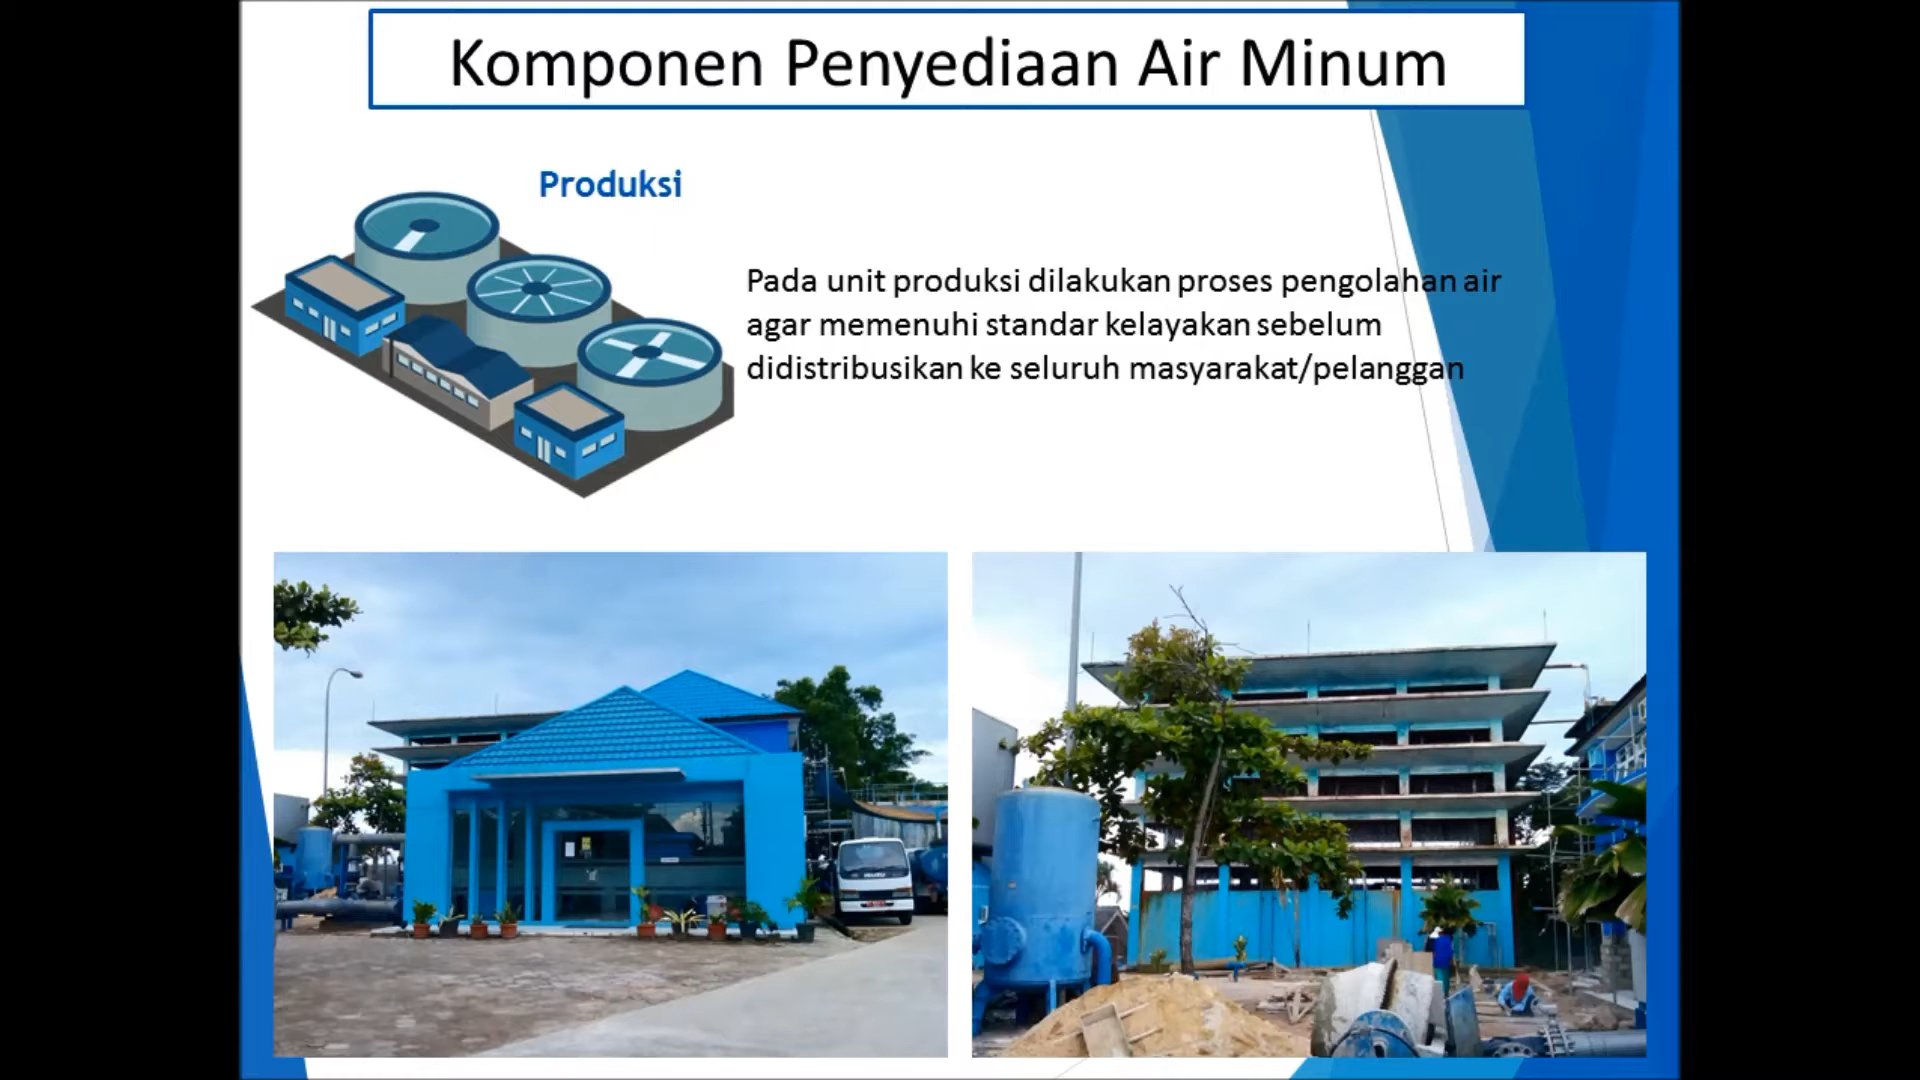 Komponen Penyediaan Air Minum
Produksi
Pada unit produksi dilakukan proses pengolahan air
agar memenuhi standar kelayakan sebelum
didistribusikan ke seluruh masyarakat/pelanggan
ISUZU